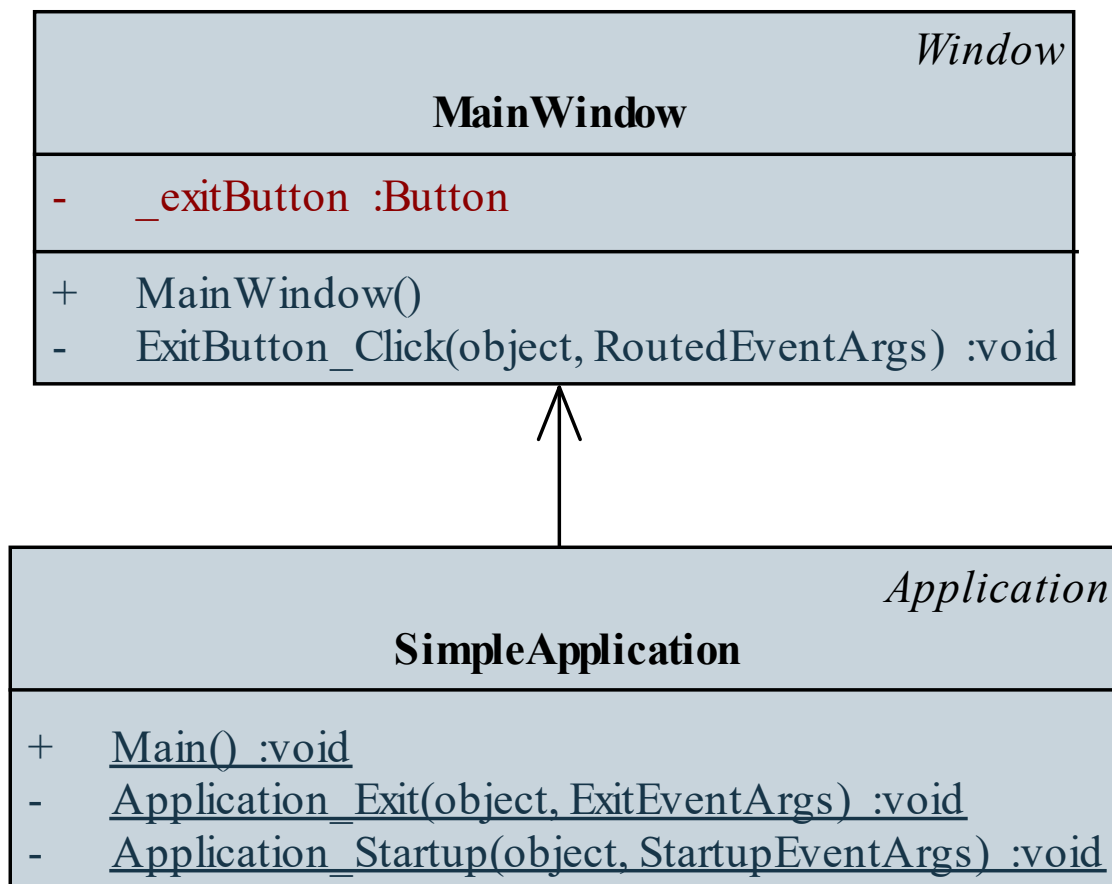 Window
MainWindow
- _exitButton :Button
+ MainWindow()
- ExitButton_Click(object, RoutedEventArgs) :void
Application
SimpleApplication
+ Main() :void
- Application_Exit(object, ExitEventArgs) :void
- Application_Startup(object, StartupEventArgs) :void